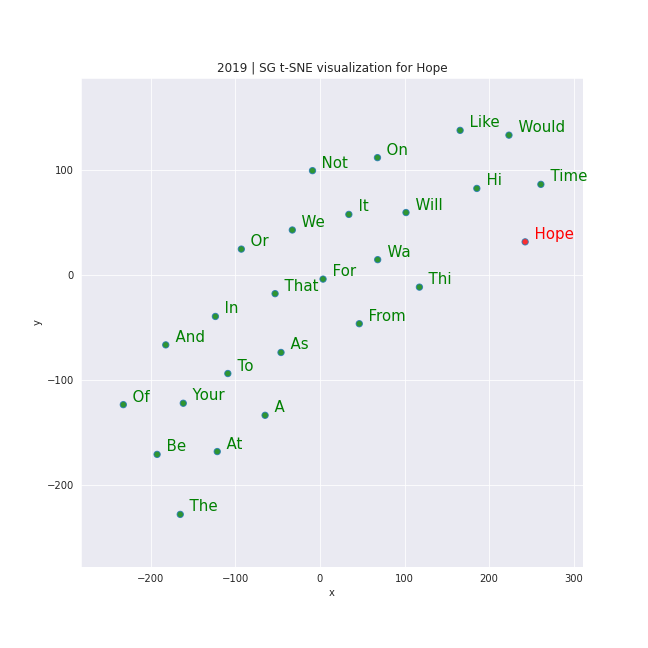 2019 | SG t-SNE visualization for Hope
Like
Would
On
Not
Hi
Time
It
Will
We
Hope
Or
Wa
For
That
Thi
In
From
And
As
To
Of
Your
A
Be
At
The
100
0
−100
−200
y
−200
−100
0
100
200
300
x